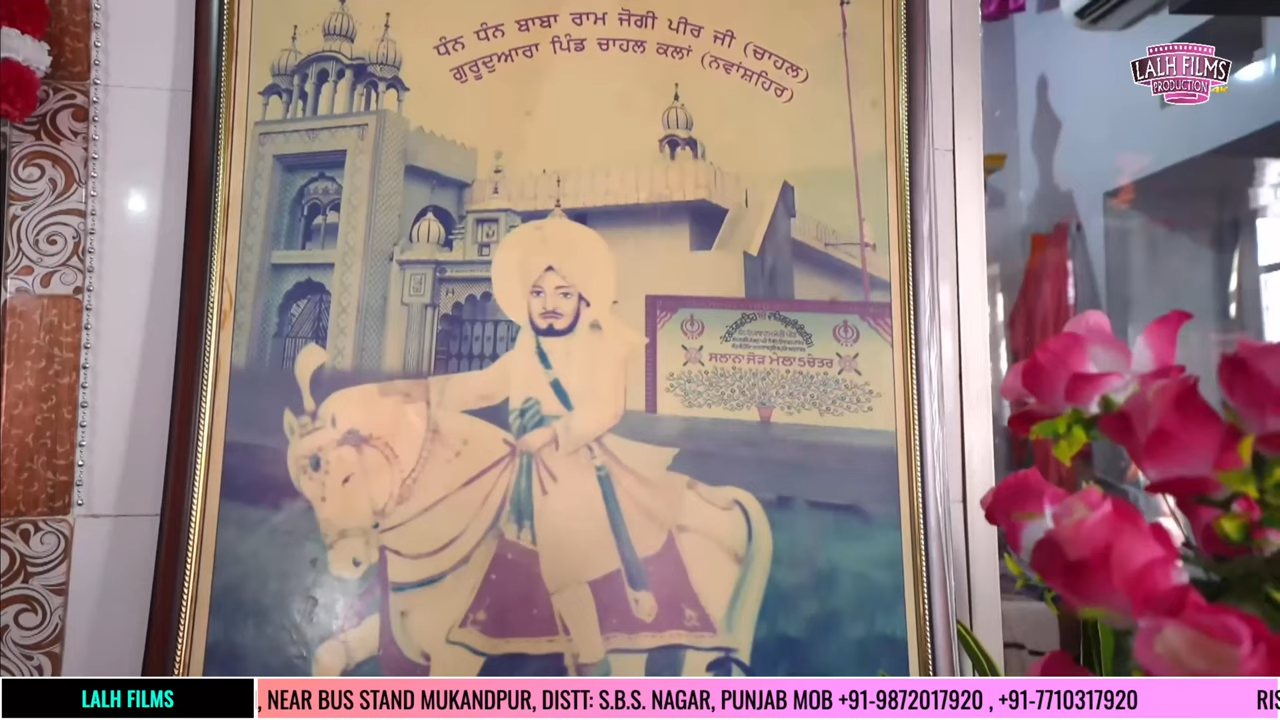 ਧੰਨ ਧੰਨ ਬਾਬਾ ਰਾਮ ਜੋਗੀ ਪੀਰ ਜੀ (ਚਾਹਲ)
ਗੁਰੂਦੁਆਰਾ ਪਿੰਡ ਚਾਹਲ ਕਲਾਂ (ਨਵਾਂਸ਼ਹਿਰ)
LALH FILMS
PRODUCTION
ਸਲਾਨਾ ਜੋੜ ਮੇਲਾ 5 ਚੇਤਰ
LALH FILMS
, NEAR BUS STAND MUKANDPUR, DISTT: S.B.S. NAGAR, PUNJAB MOB +91-9872017920 , +91-7710317920
RIS